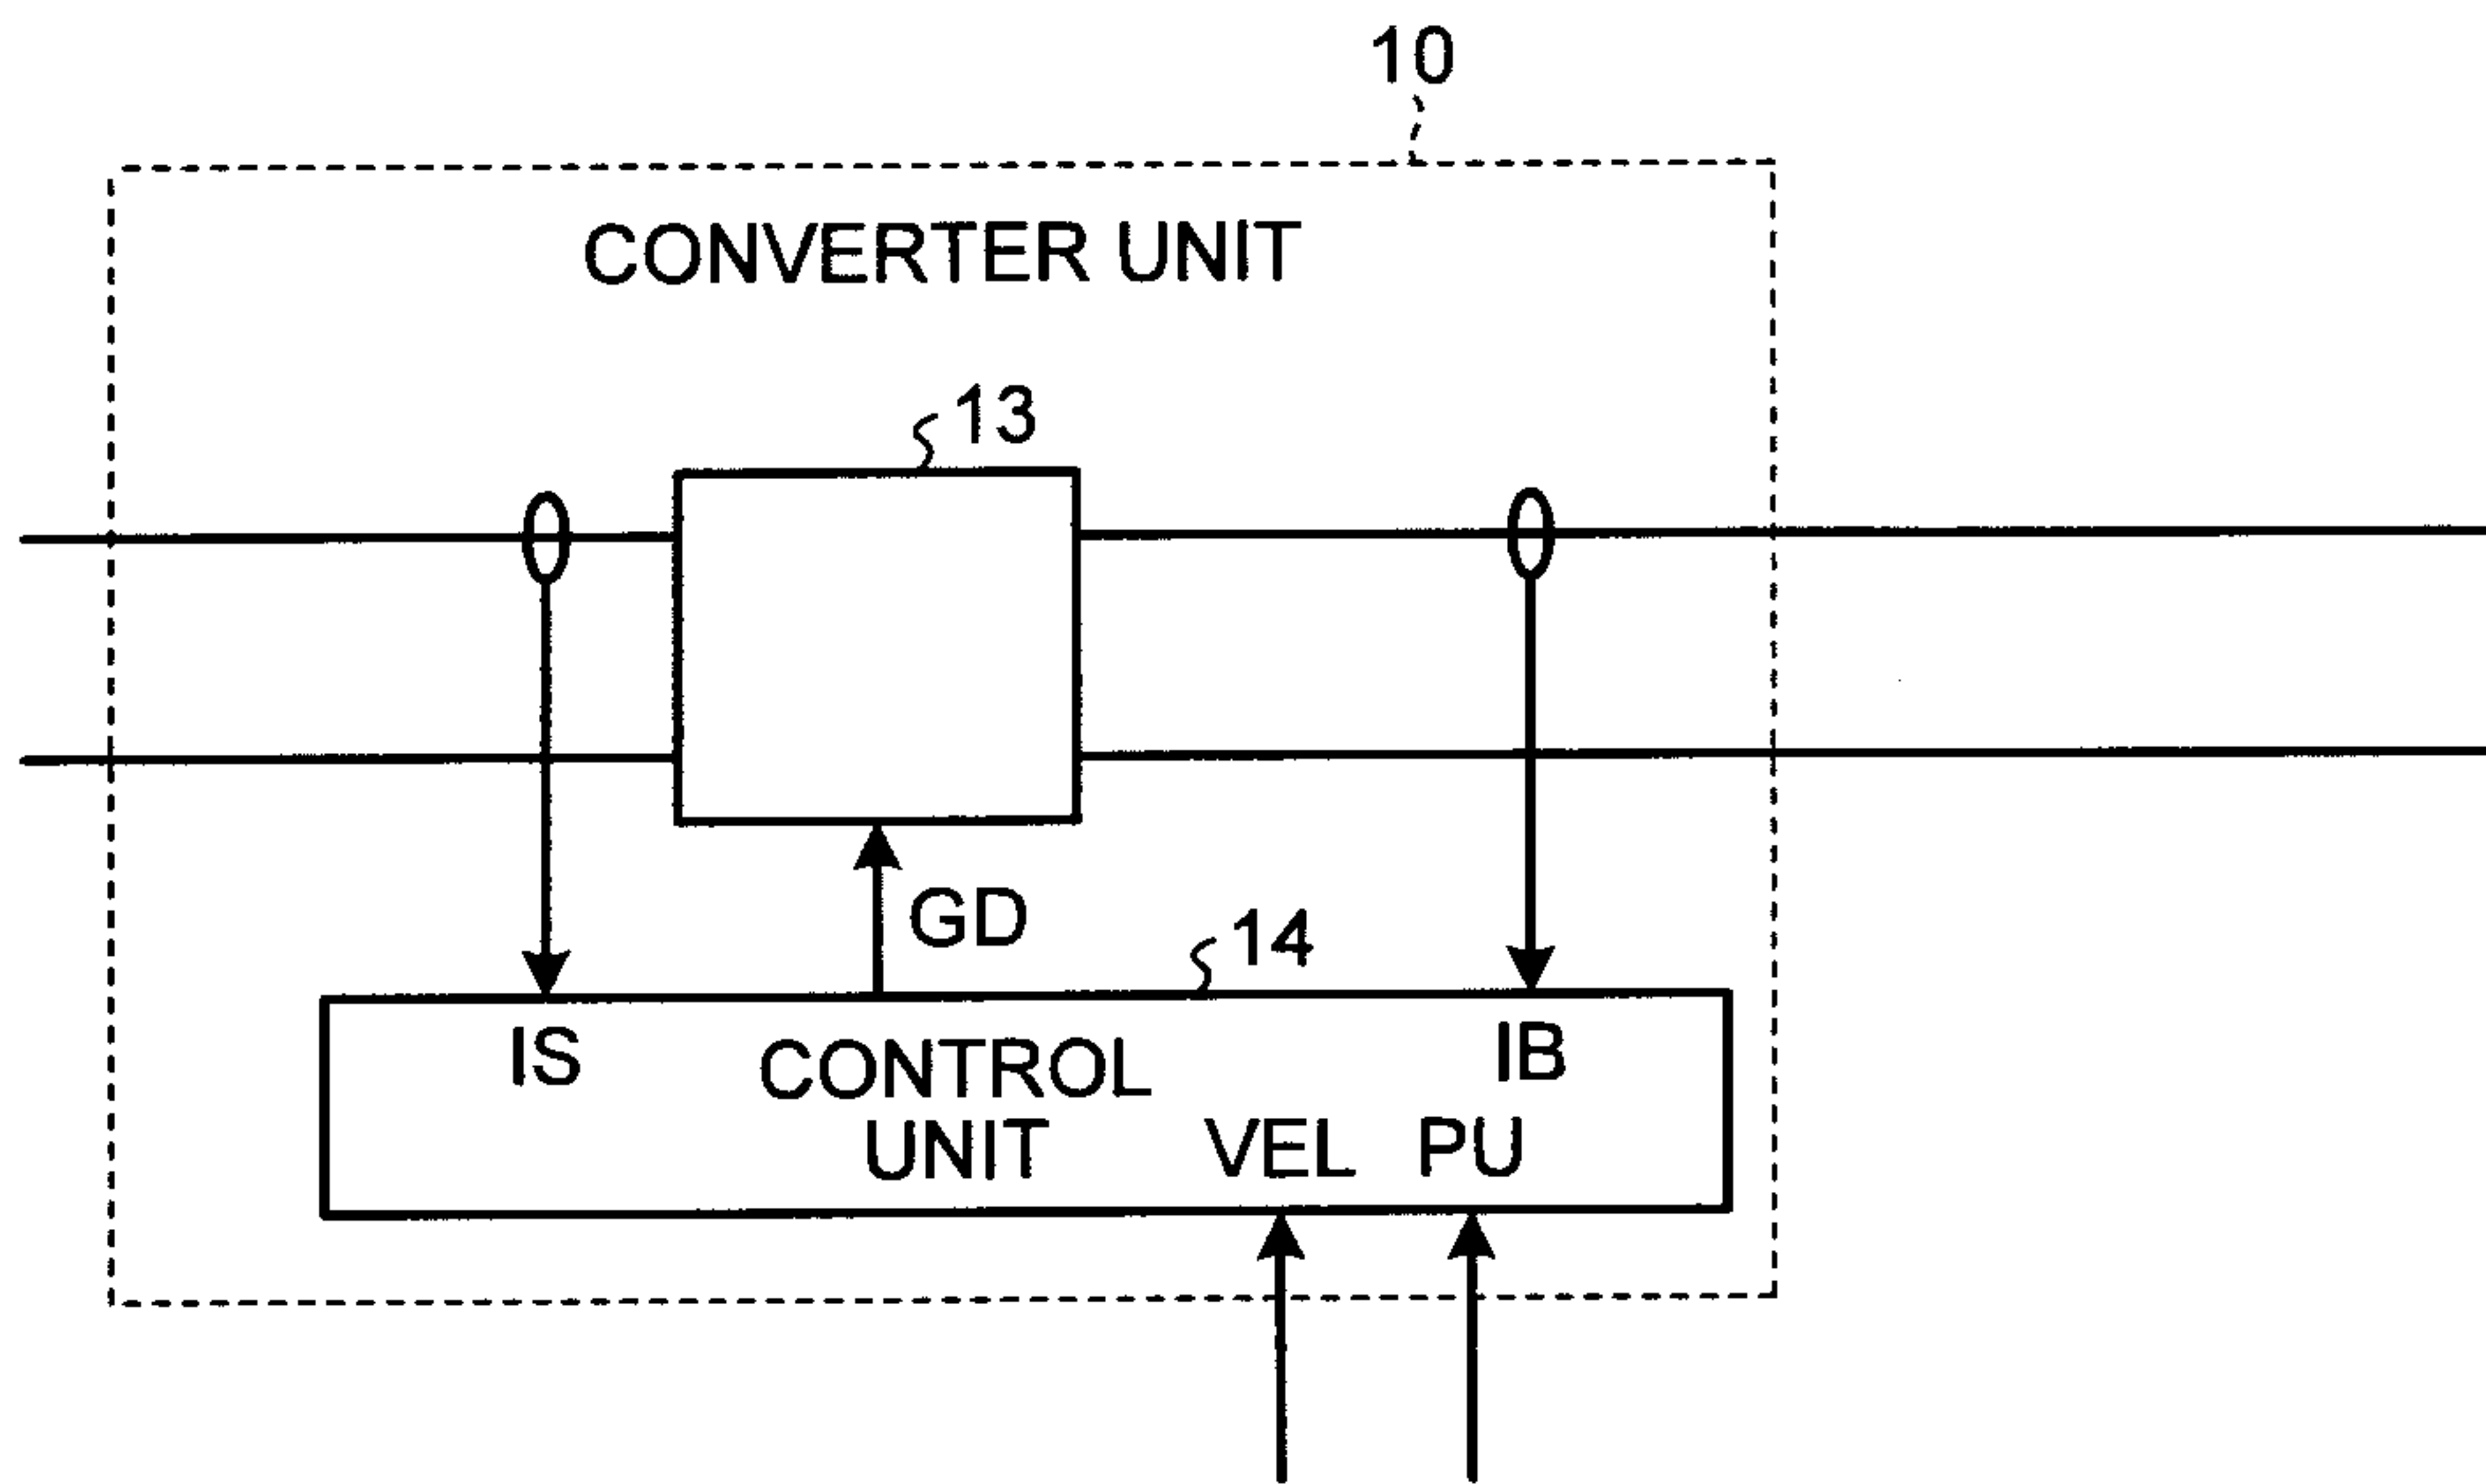 10
CONVERTER UNIT
13
GD
14
IS
CONTROL
UNIT
IB
VEL
PU